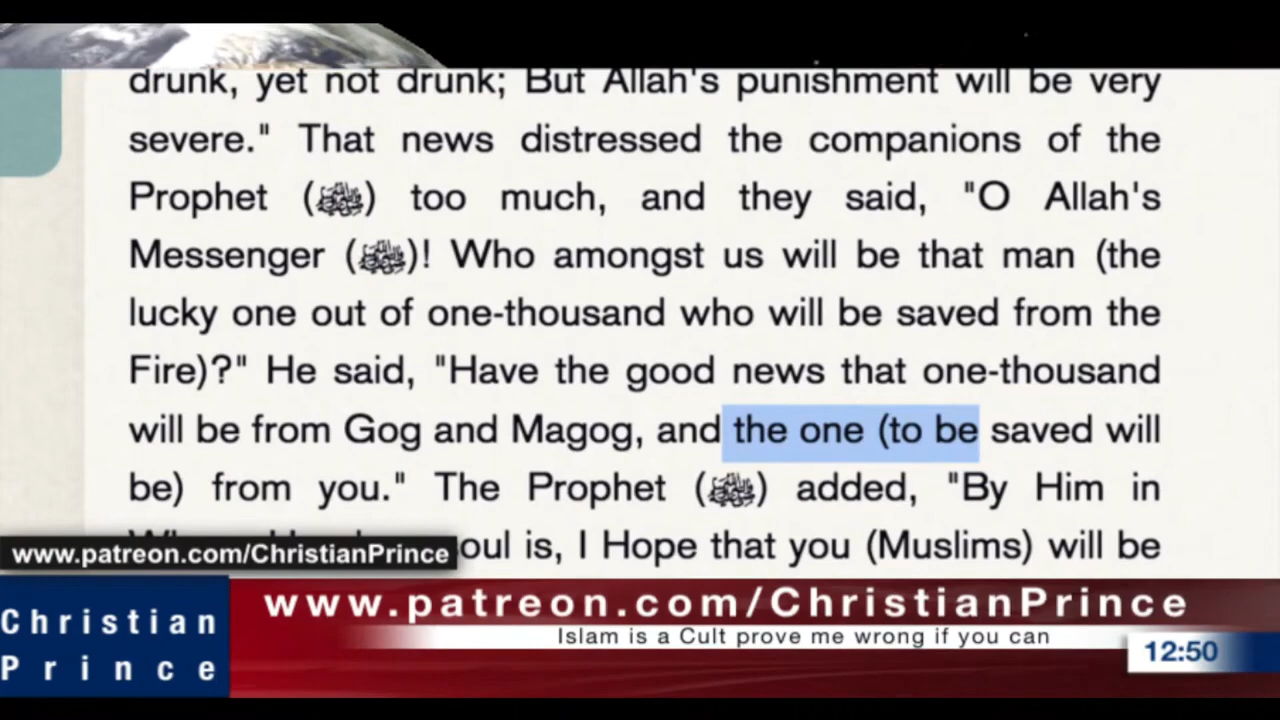 drunk, yet not drunk; But Allah's punishment will be very
severe." That news distressed the companions of the
Prophet (ﷺ) too much, and they said, "O Allah's
Messenger (ﷺ)! Who amongst us will be that man (the
lucky one out of one-thousand who will be saved from the
Fire)?" He said, "Have the good news that one-thousand
will be from Gog and Magog, and the one (to be saved will
be) from you." The Prophet (ﷺ) added, "By Him in
is, I Hope that you (Muslims) will be
www.patreon.com/ChristianPrince
Christian
Prince
www.patreon.com/ChristianPrince
Islam is a Cult prove me wrong if you can
12:50